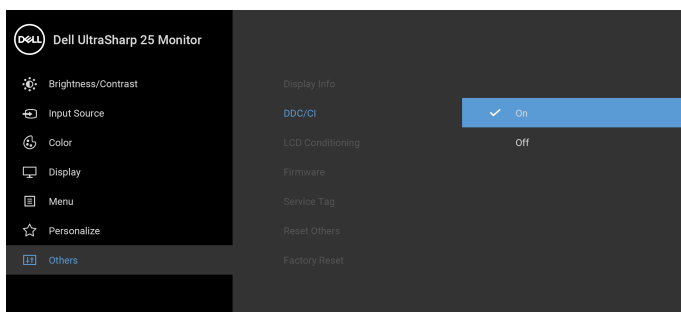 DELL
Dell UltraSharp 25 Monitor
Brightness/Contrast
Input Source
Color
Display
Menu
Personalize
Others
Display Info
DDC/CI
LCD Conditioning
Firmware
Service Tag
Reset Others
Factory Reset
On
Off